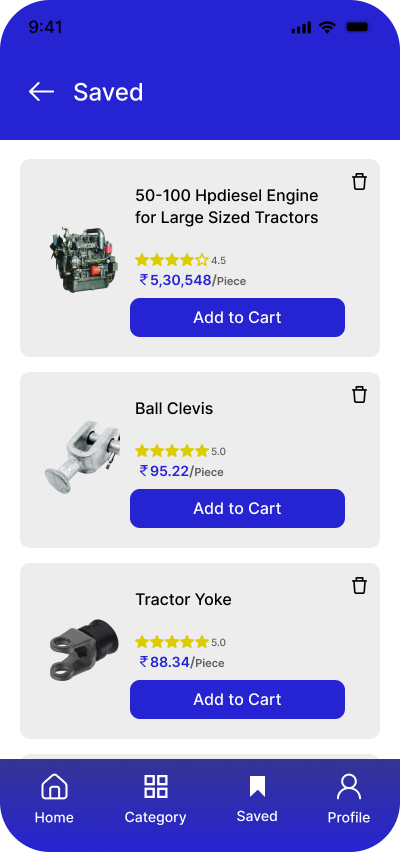 9:41
Saved
50-100 Hpdiesel Engine
for Large Sized Tractors
4.5
₹5,30,548/Piece
Add to Cart
Ball Clevis
5.0
₹95.22/Piece
Add to Cart
Tractor Yoke
5.0
₹88.34/Piece
Add to Cart
Home Category Saved Profile